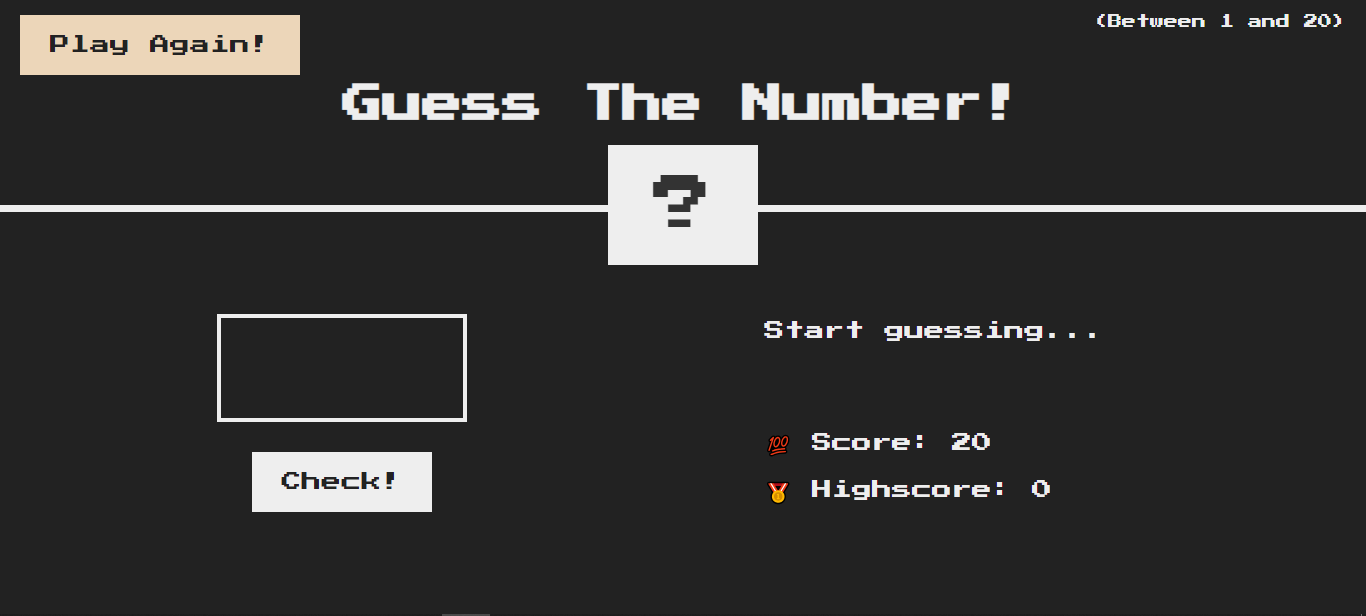 Play Again!
(Between 1 and 20)
Guess The Number!
?
Start guessing...
Check!
💯 Score: 20
🥇 Highscore: 0